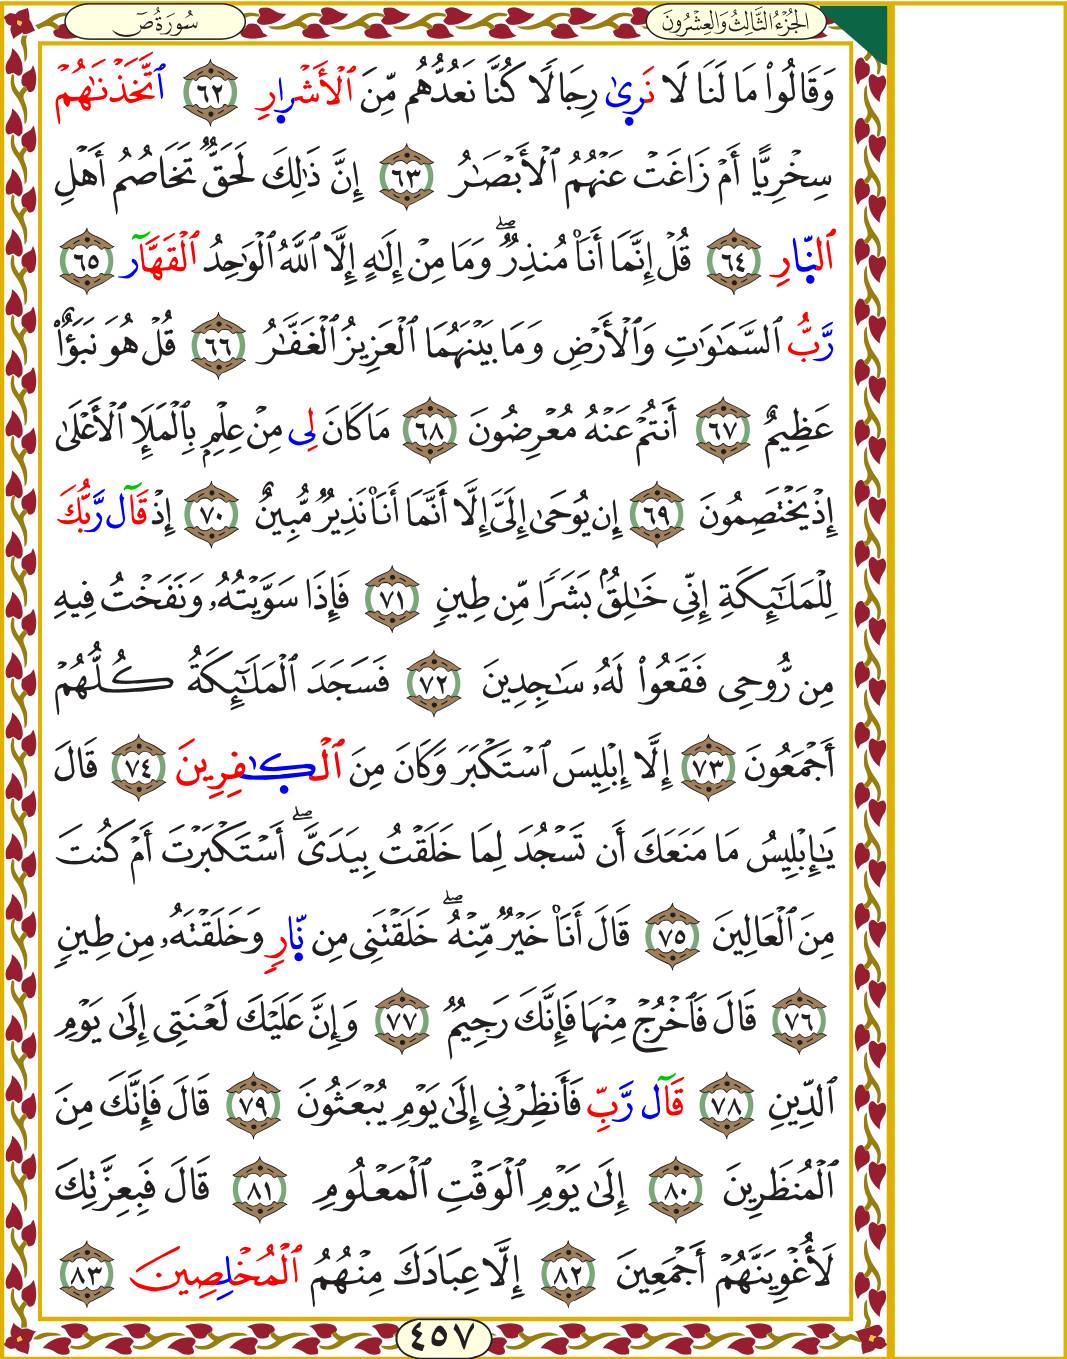 الجُزْءُ الثَّالِثُ وَالعِشْرُونَ
سُورَةُ صٓ
وَقَالُوا۟ مَا لَنَا لَا نَرَىٰ رِجَالًا كُنَّا نَعُدُّهُم مِّنَ ٱلْأَشْرَارِ ٦٢ ٱتَّخَذْنَٰهُمْ
سِخْرِيًّا أَمْ زَاغَتْ عَنْهُمُ ٱلْأَبْصَٰرُ ٦٣ إِنَّ ذَٰلِكَ لَحَقٌّ تَخَاصُمُ أَهْلِ
ٱلنَّارِ ٦٤ قُلْ إِنَّمَا أَنَا۠ مُنذِرٌ ۖ وَمَا مِنْ إِلَٰهٍ إِلَّا ٱللَّهُ ٱلْوَٰحِدُ ٱلْقَهَّآر ٦٥
رَّبُّ ٱلسَّمَٰوَٰتِ وَٱلْأَرْضِ وَمَا بَيْنَهُمَا ٱلْعَزِيزُ ٱلْغَفَّٰرُ ٦٦ قُلْ هُوَ نَبَؤٌا۟
عَظِيمٌ ٦٧ أَنتُمْ عَنْهُ مُعْرِضُونَ ٦٨ مَا كَانَ لِى مِنْ عِلْمٍۭ بِٱلْمَلَإِ ٱلْأَعْلَىٰ
إِذْ يَخْتَصِمُونَ ٦٩ إِن يُوحَىٰ إِلَىَّ إِلَّا أَنَّمَا أَنَا۠ نَذِيرٌ مُّبِينٌ ٧٠ إِذْ قَآل رَّبُّكَ
لِلْمَلَٰٓئِكَةِ إِنِّى خَٰلِقٌۢ بَشَرًا مِّن طِينٍ ٧١ فَإِذَا سَوَّيْتُهُۥ وَنَفَخْتُ فِيهِ
مِن رُّوحِى فَقَعُوا۟ لَهُۥ سَٰجِدِينَ ٧٢ فَسَجَدَ ٱلْمَلَٰٓئِكَةُ كُلُّهُمْ
أَجْمَعُونَ ٧٣ إِلَّا إِبْلِيسَ ٱسْتَكْبَرَ وَكَانَ مِنَ ٱلْكَٰفِرِينَ ٧٤ قَالَ
يَٰإِبْلِيسُ مَا مَنَعَكَ أَن تَسْجُدَ لِمَا خَلَقْتُ بِيَدَىَّ ۖ أَسْتَكْبَرْتَ أَمْ كُنتَ
مِنَ ٱلْعَالِينَ ٧٥ قَالَ أَنَا۠ خَيْرٌ مِّنْهُ ۖ خَلَقْتَنِى مِن نَّارٍ وَخَلَقْتَهُۥ مِن طِينٍ
٧٦ قَالَ فَٱخْرُجْ مِنْهَا فَإِنَّكَ رَجِيمٌ ٧٧ وَإِنَّ عَلَيْكَ لَعْنَتِى إِلَىٰ يَوْمِ
ٱلدِّينِ ٧٨ قَآل رَّبِّ فَأَنظِرْنِى إِلَىٰ يَوْمِ يُبْعَثُونَ ٧٩ قَالَ فَإِنَّكَ مِنَ
ٱلْمُنظَرِينَ ٨٠ إِلَىٰ يَوْمِ ٱلْوَقْتِ ٱلْمَعْلُومِ ٨١ قَالَ فَبِعِزَّتِكَ
لَأُغْوِيَنَّهُمْ أَجْمَعِينَ ٨٢ إِلَّا عِبَادَكَ مِنْهُمُ ٱلْمُخْلِصِينَ ٨٣
٤٥٧